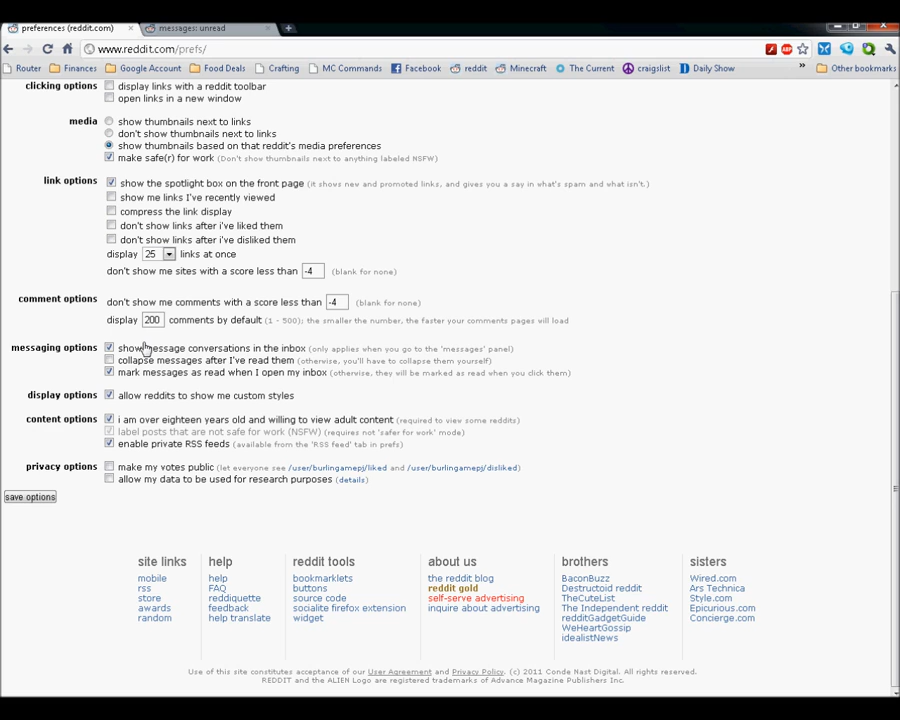 preferences (reddit.com)
messages: unread
www.reddit.com/prefs/
Router Finances Google Account Food Deals Crafting MC Commands Facebook reddit Minecraft The Current craigslist Daily Show » Other bookmarks
clicking options display links with a reddit toolbar
open links in a new window
media show thumbnails next to links
don't show thumbnails next to links
show thumbnails based on that reddit's media preferences
make safe(r) for work (Don't show thumbnails next to anything labeled NSFW)
link options show the spotlight box on the front page (it shows new and promoted links, and gives you a say in what's spam and what isn't.)
show me links I've recently viewed
compress the link display
don't show links after i've liked them
don't show links after i've disliked them
display 25 links at once
don't show me sites with a score less than -4 (blank for none)
comment options don't show me comments with a score less than -4 (blank for none)
display 200 comments by default (1 - 500); the smaller the number, the faster your comments pages will load
messaging options show message conversations in the inbox (only applies when you go to the 'messages' panel)
collapse messages after I've read them (otherwise, you'll have to collapse them yourself)
mark messages as read when I open my inbox (otherwise, they will be marked as read when you click them)
display options allow reddits to show me custom styles
content options i am over eighteen years old and willing to view adult content (required to view some reddits)
label posts that are not safe for work (NSFW) (requires not 'safer for work' mode)
enable private RSS feeds (available from the 'RSS feed' tab in prefs)
privacy options make my votes public (let everyone see /user/burlingamepj/liked and /user/burlingamepj/disliked)
allow my data to be used for research purposes (details)
save options
site links help reddit tools about us brothers sisters
mobile help bookmarklets the reddit blog BaconBuzz Wired.com
rss FAQ buttons reddit gold Destructoid reddit Ars Technica
store reddiquette source code self-serve advertising TheCuteList Style.com
awards feedback socialite firefox extension inquire about advertising The Independent reddit Epicurious.com
random help translate widget redditGadgetGuide Concierge.com
WeHeartGossip
idealistNews
Use of this site constitutes acceptance of our User Agreement and Privacy Policy. (c) 2011 Conde Nast Digital. All rights reserved.
REDDIT and the ALIEN Logo are registered trademarks of Advance Magazine Publishers Inc.